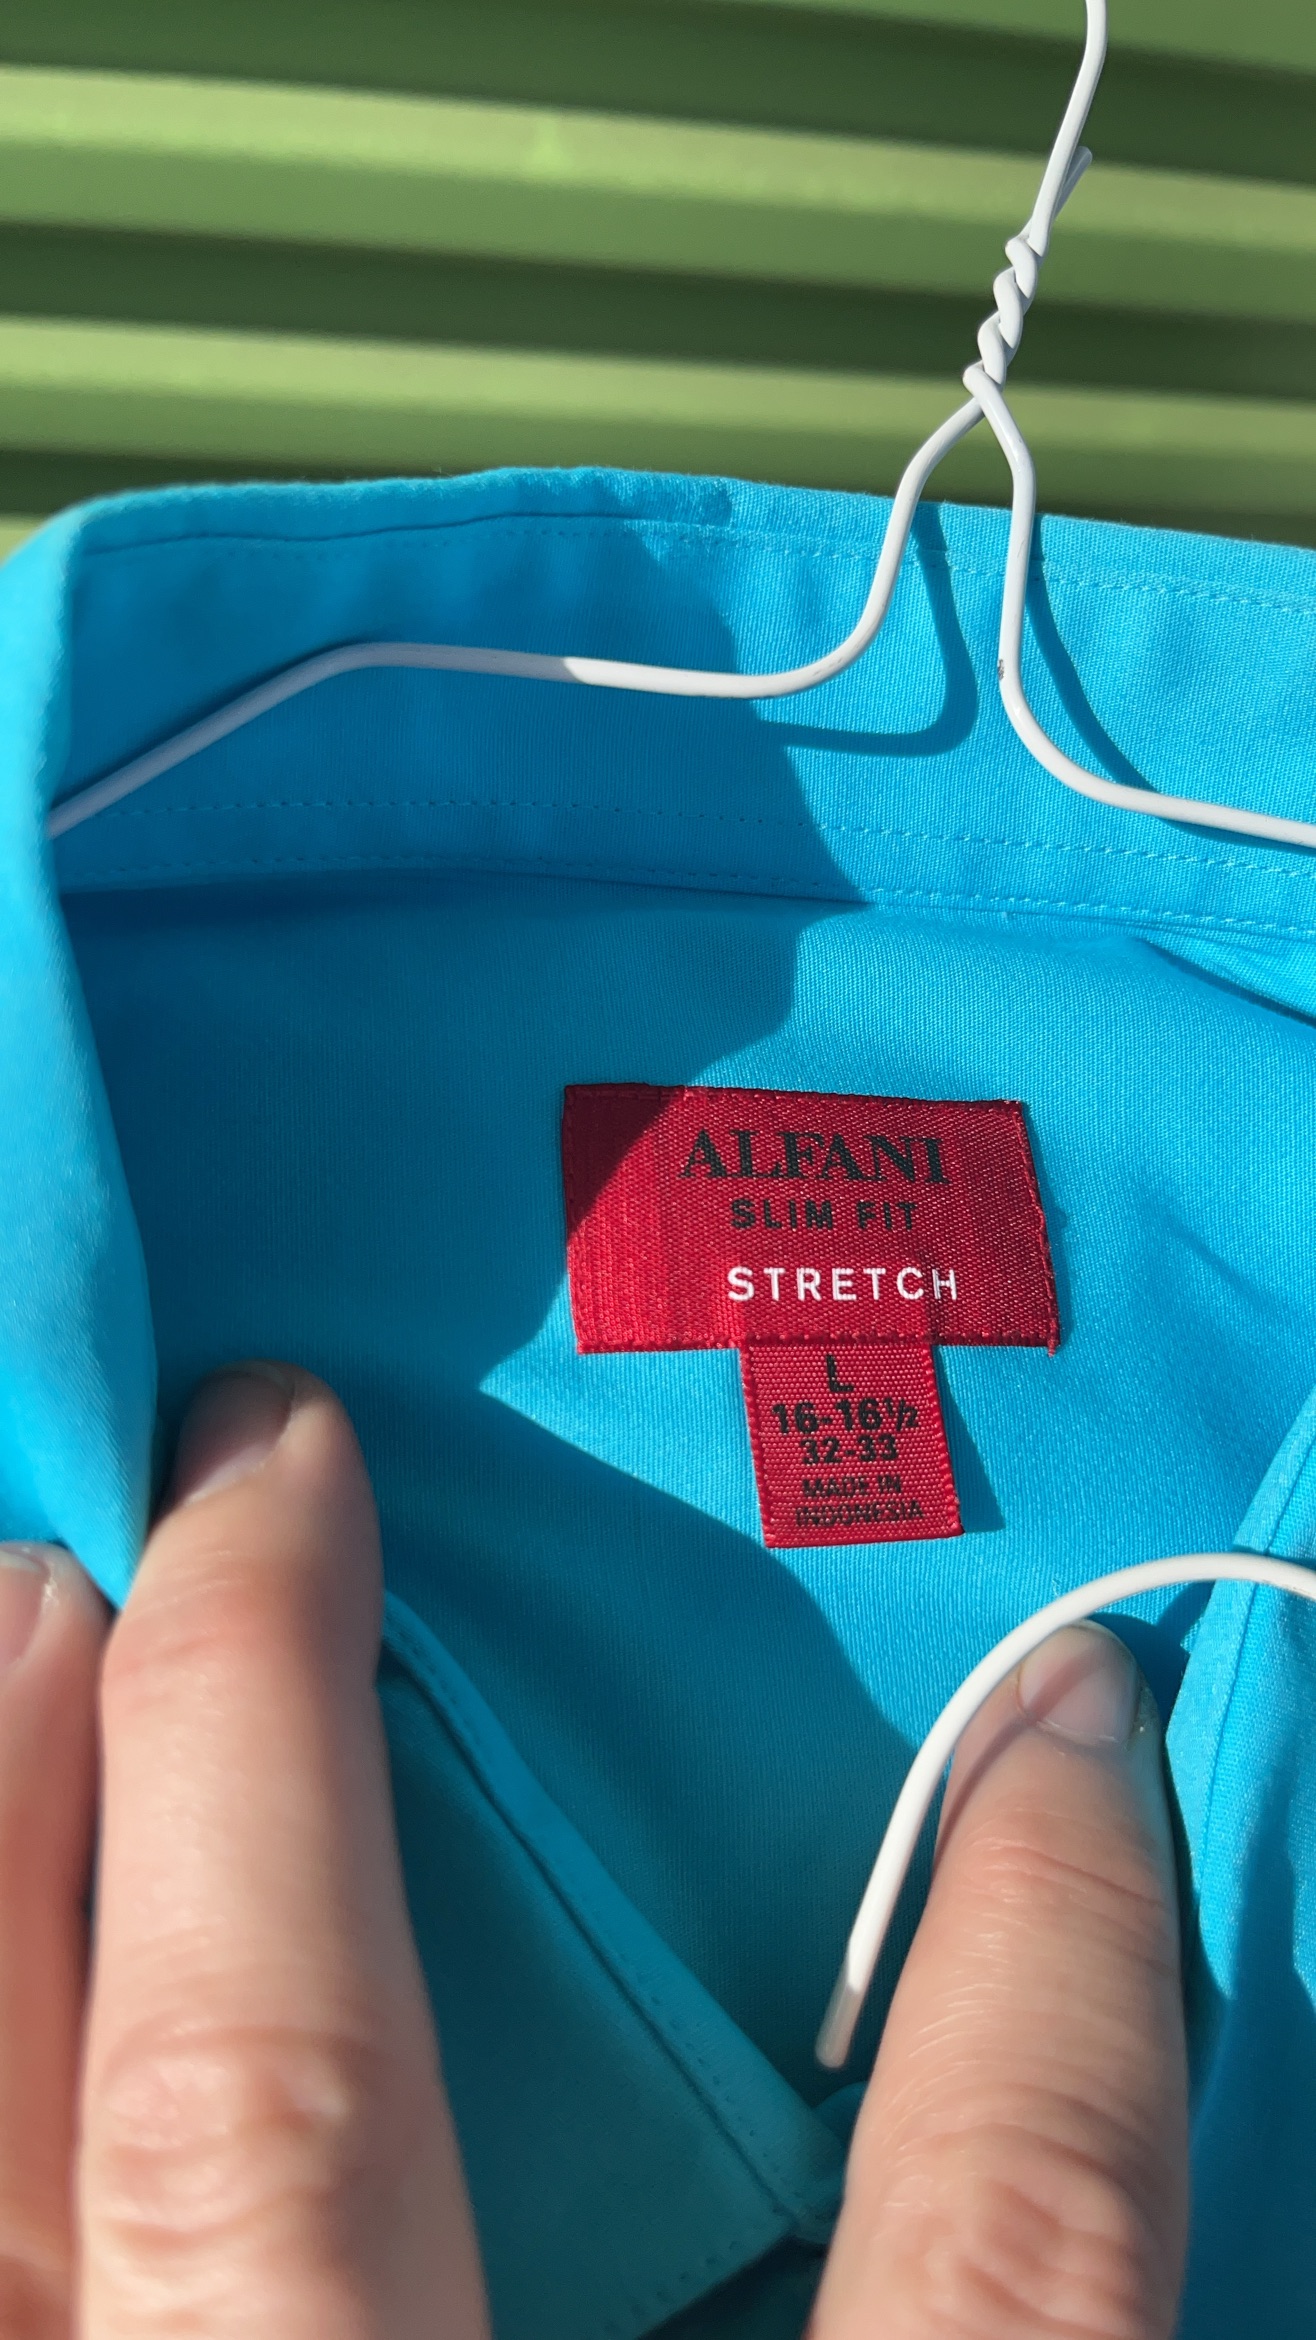 ALFANI
SLIM FIT
STRETCH
L
16-16½
32-33
MADE IN
INDONESIA